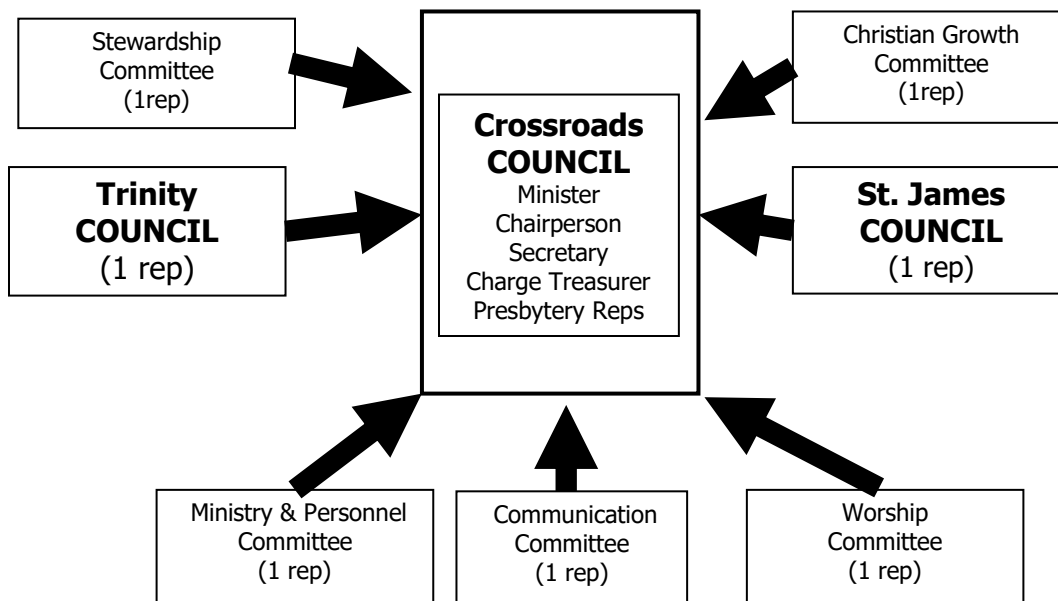 Stewardship
Committee
(1rep)
Christian Growth
Committee
(1rep)
Crossroads
COUNCIL
Minister
Chairperson
Secretary
Charge Treasurer
Presbytery Reps
Trinity
COUNCIL
(1 rep)
St. James
COUNCIL
(1 rep)
Ministry & Personnel
Committee
(1 rep)
Communication
Committee
(1 rep)
Worship
Committee
(1 rep)